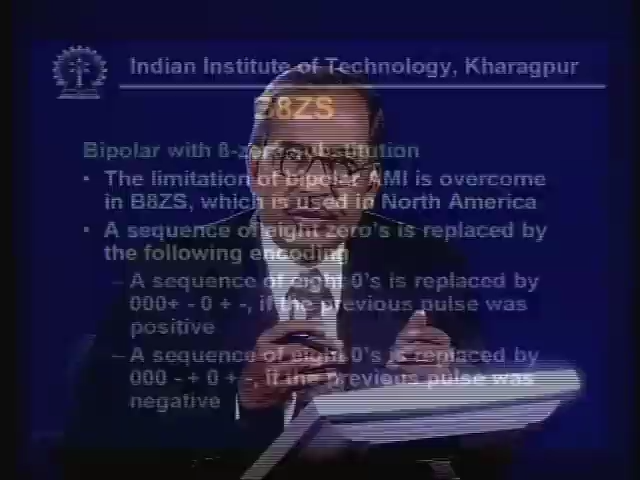 Indian Institute of Technology, Kharagpur
B8ZS
Bipolar with 8-zero substitution
• The limitation of bipolar AMI is overcome
in B8ZS, which is used in North America
• A sequence of eight zero's is replaced by
the following encoding
– A sequence of eight 0's is replaced by
000+ - 0 + -, if the previous pulse was
positive
– A sequence of eight 0's is replaced by
000 - + 0 + -, if the previous pulse was
negative